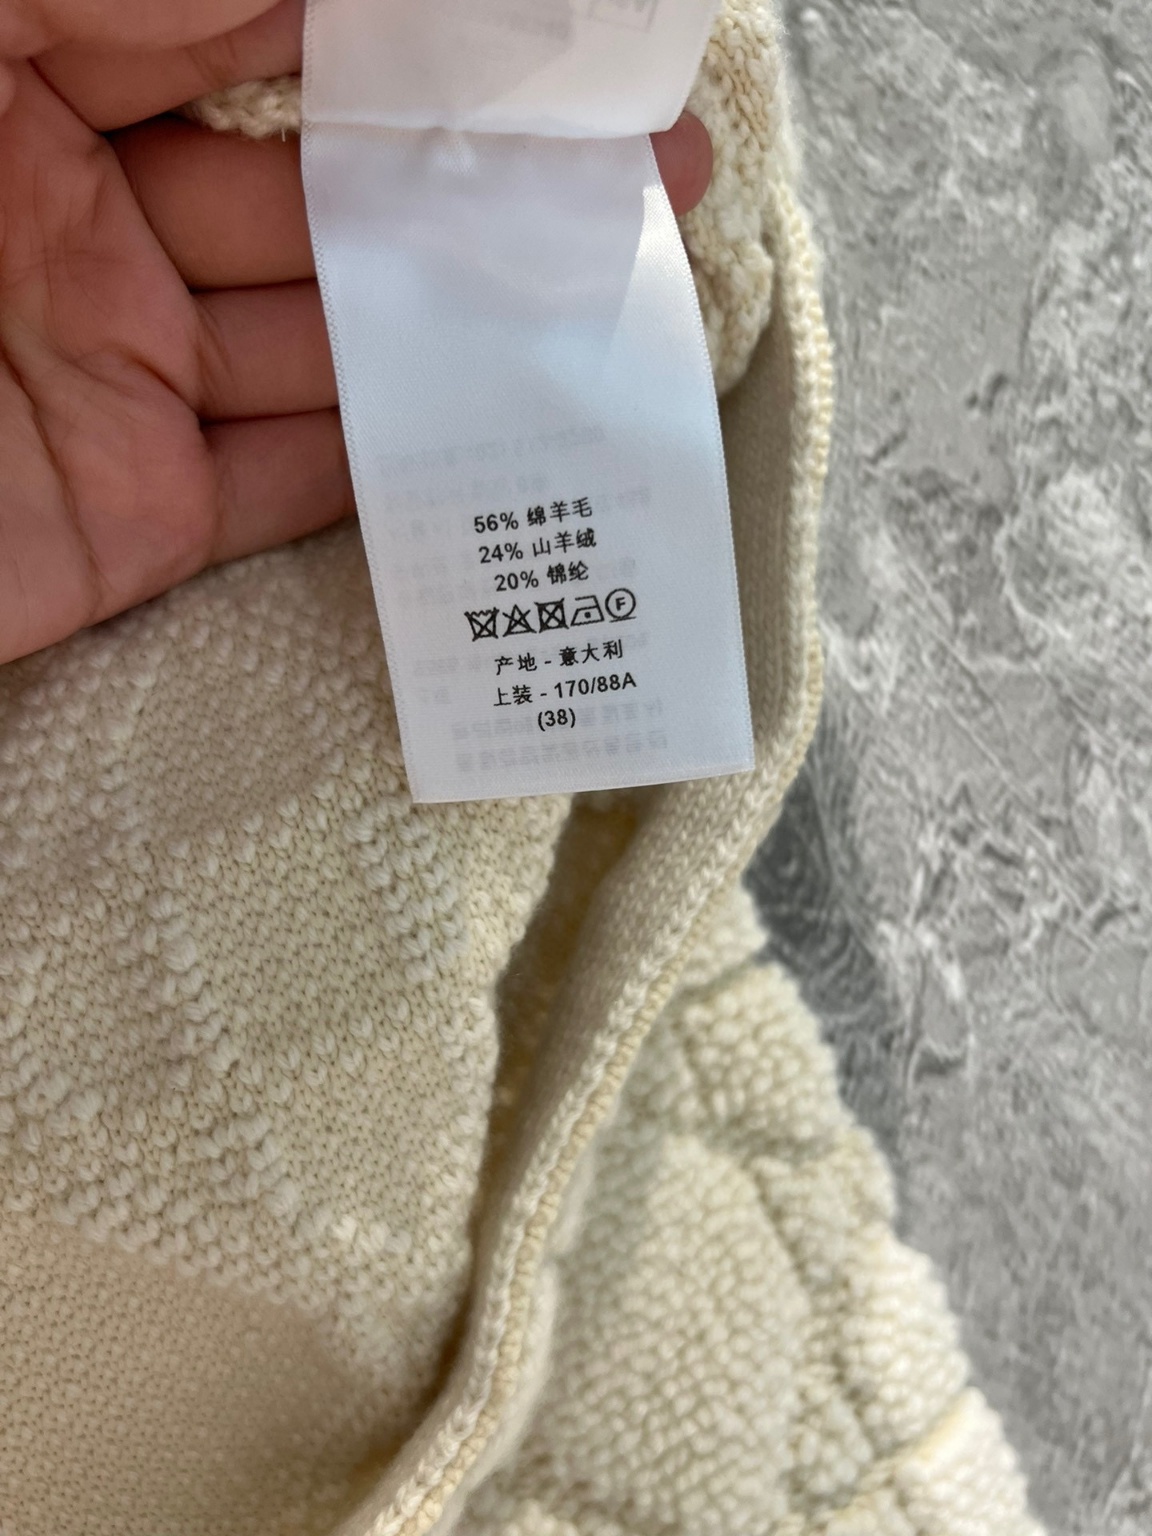 56% 绵羊毛
24% 山羊绒
20% 锦纶
F
产地 - 意大利
上装 - 170/88A
(38)